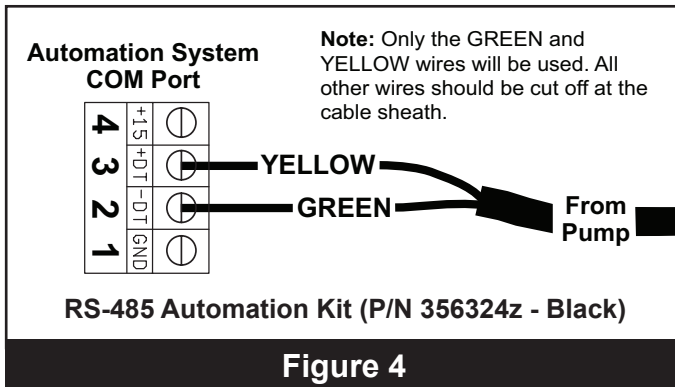 Automation System
COM Port
Note: Only the GREEN and
YELLOW wires will be used. All
other wires should be cut off at the
cable sheath.
4 +15
3 +DT
2 -DT
1 GND
YELLOW
GREEN
From
Pump
RS-485 Automation Kit (P/N 356324z - Black)
Figure 4